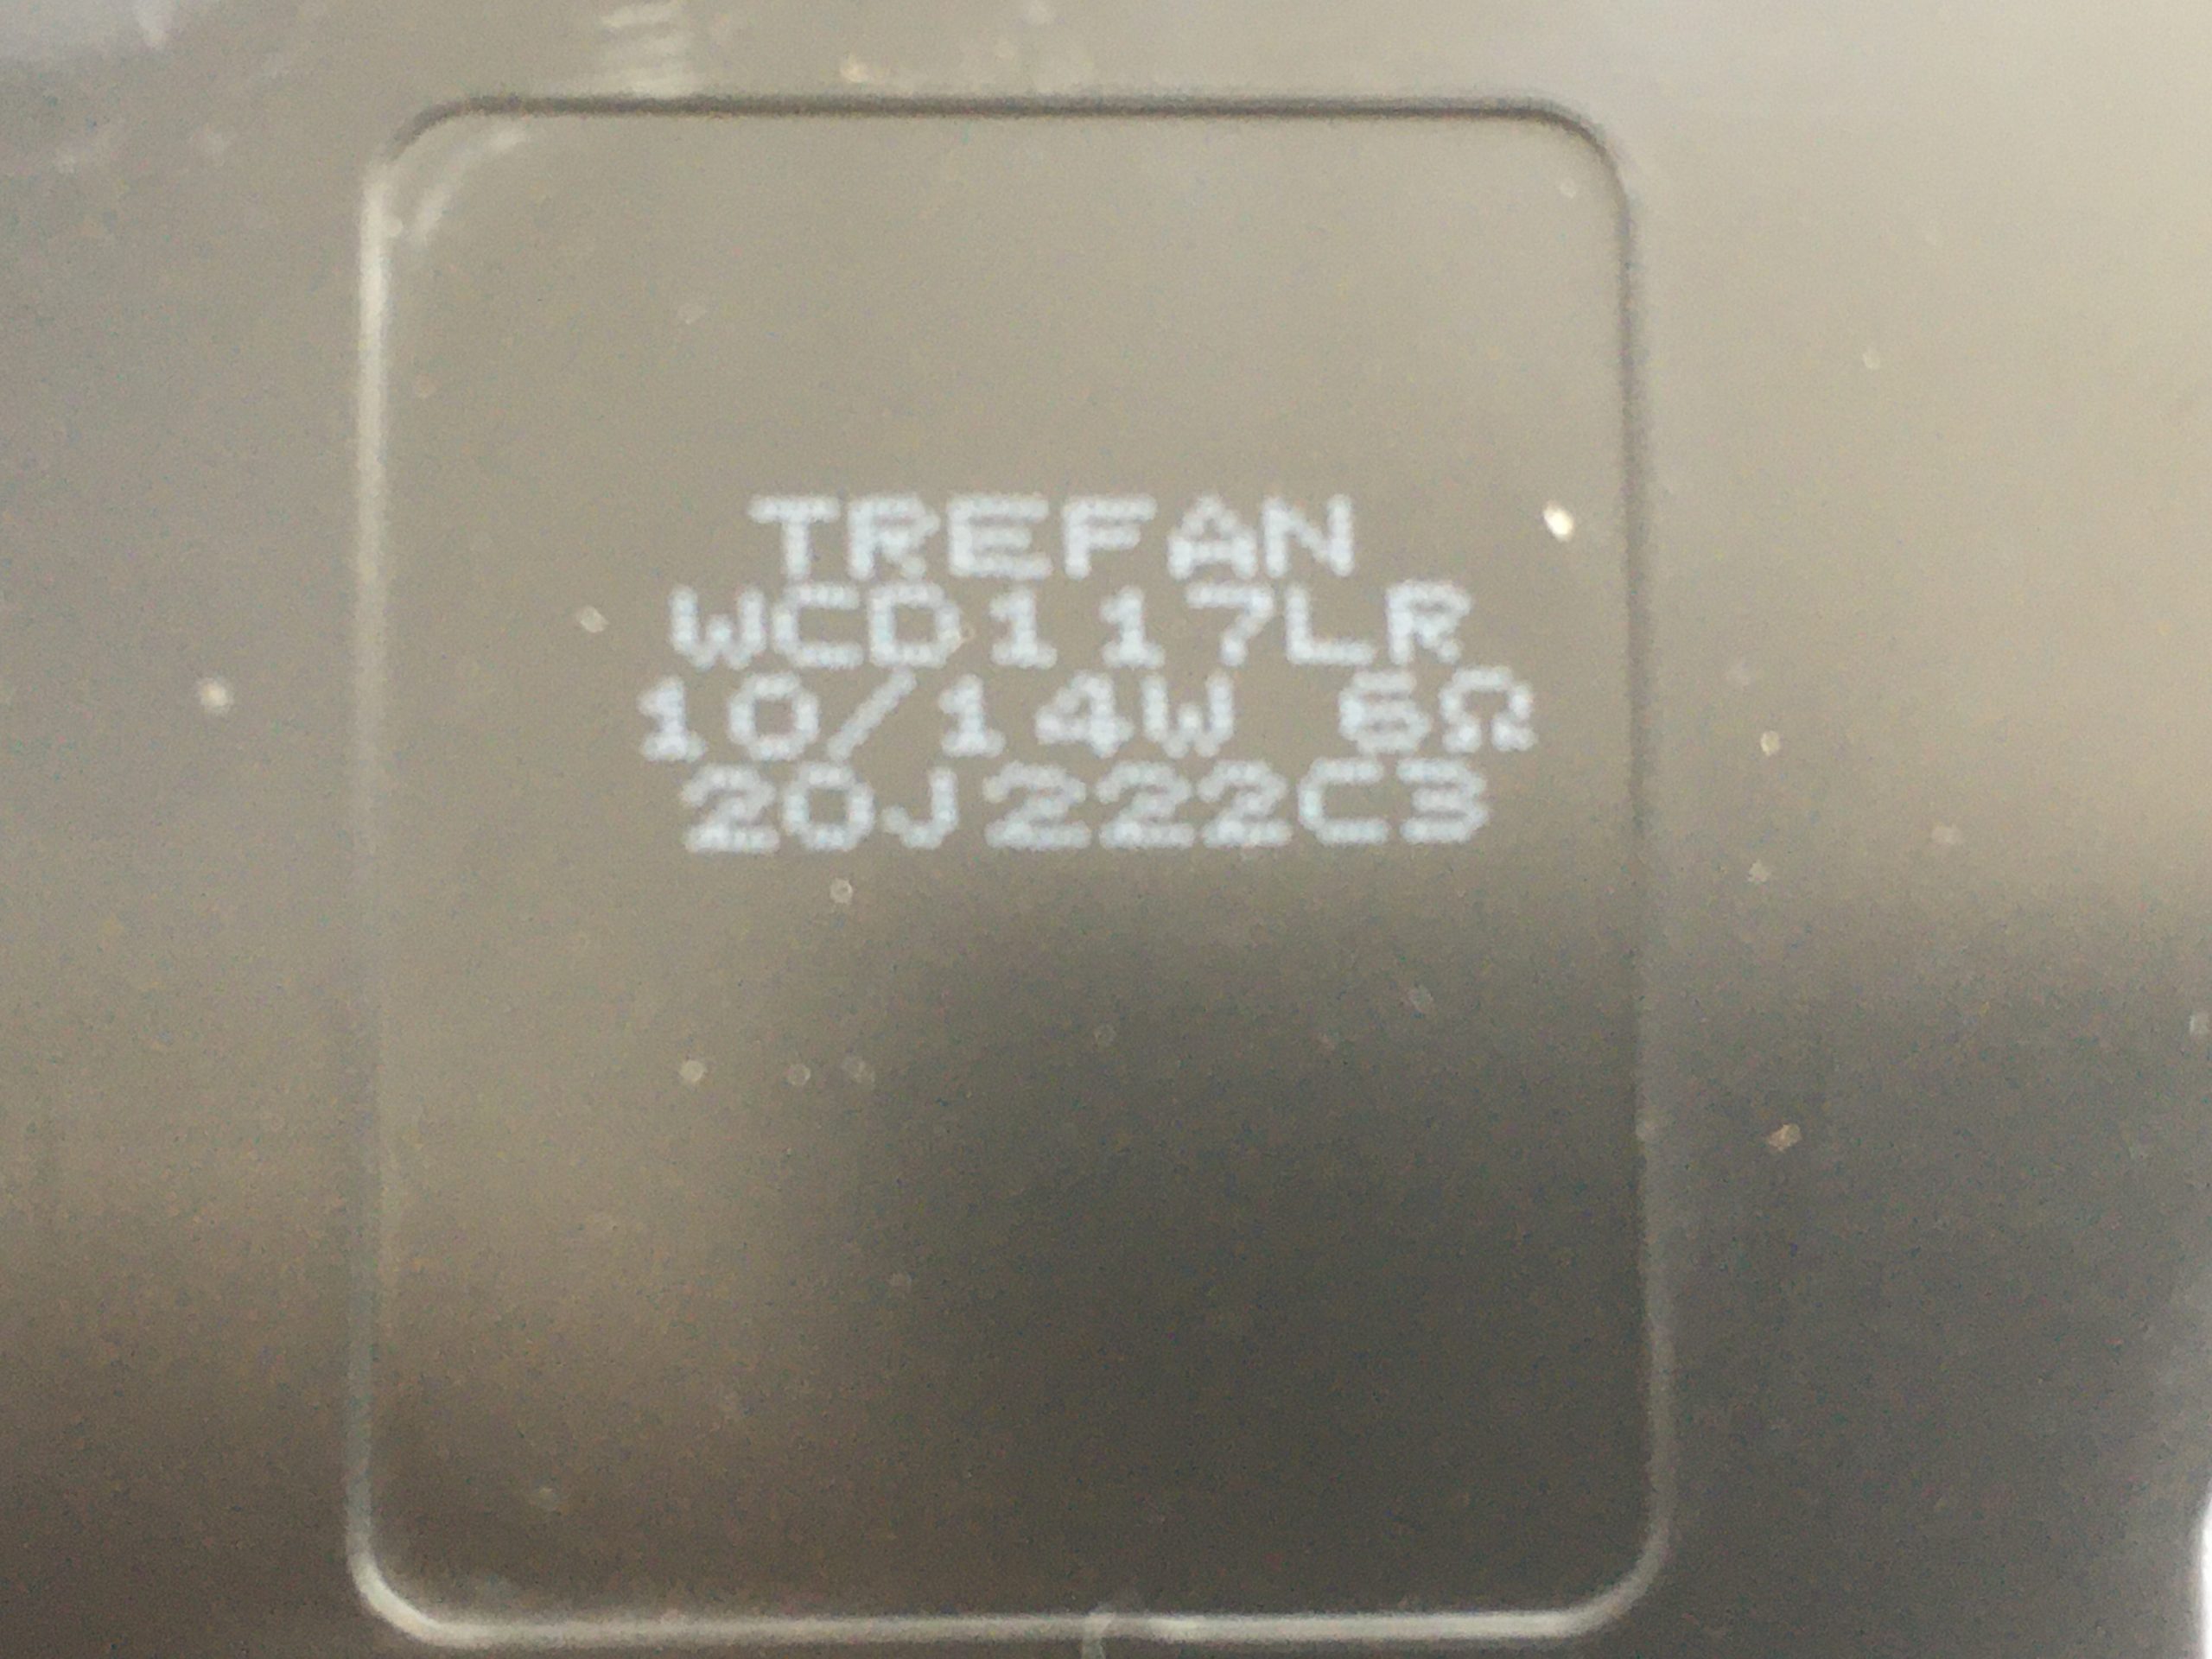 TREFAN
WCD117LR
10/14W 6Ω
20J222C3